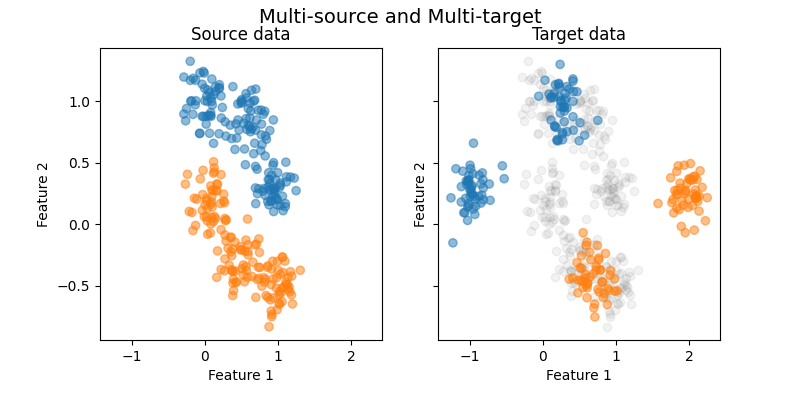 Multi-source and Multi-target
Source data
Target data
1.0
0.5
0.0
−0.5
Feature 2
−1
0
1
2
Feature 1
Feature 2
−1
0
1
2
Feature 1